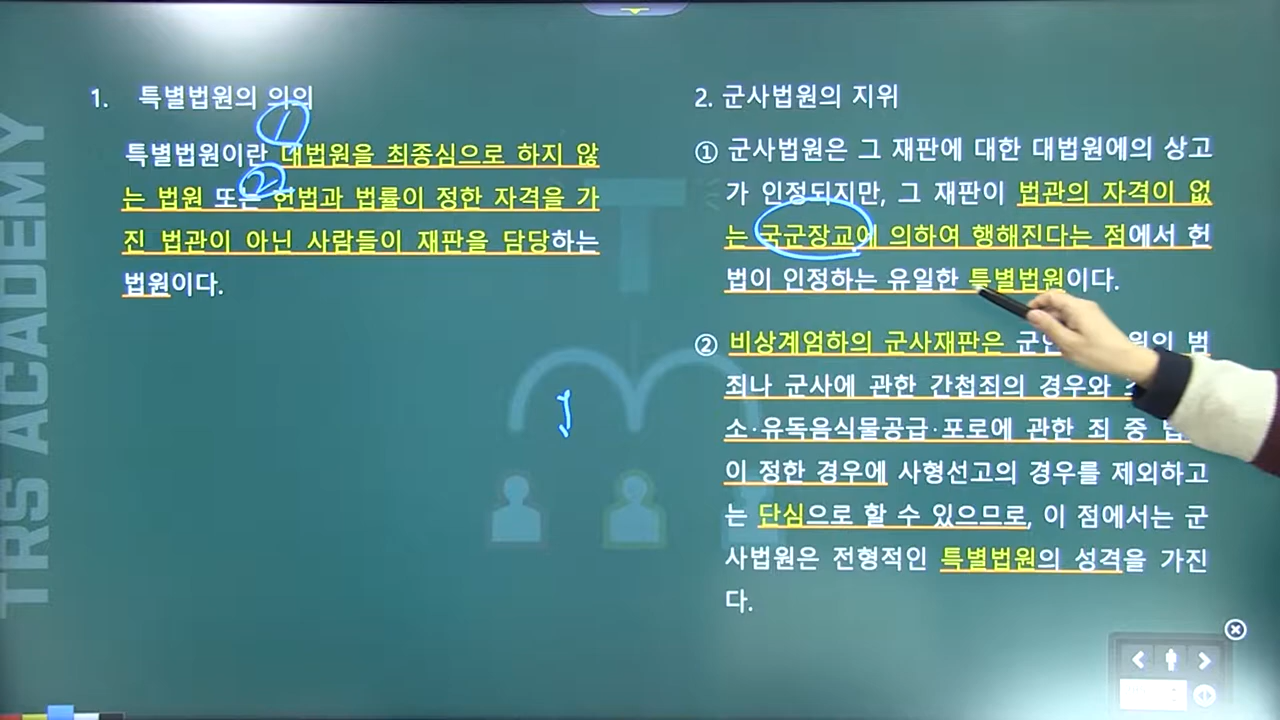 TRS ACADEMY
1. 특별법원의 의의
①
특별법원이란 대법원을 최종심으로 하지 않
②
는 법원 또는 헌법과 법률이 정한 자격을 가
진 법관이 아닌 사람들이 재판을 담당하는
법원이다.
2. 군사법원의 지위
① 군사법원은 그 재판에 대한 대법원에의 상고
가 인정되지만, 그 재판이 법관의 자격이 없
는 국군장교에 의하여 행해진다는 점에서 헌
법이 인정하는 유일한 특별법원이다.
② 비상계엄하의 군사재판은 범
죄나 군사에 관한 간첩죄의 경우와
소·유독음식물공급·포로에 관한 죄 중
이 정한 경우에 사형선고의 경우를 제외하고
는 단심으로 할 수 있으므로, 이 점에서는 군
사법원은 전형적인 특별법원의 성격을 가진
다.